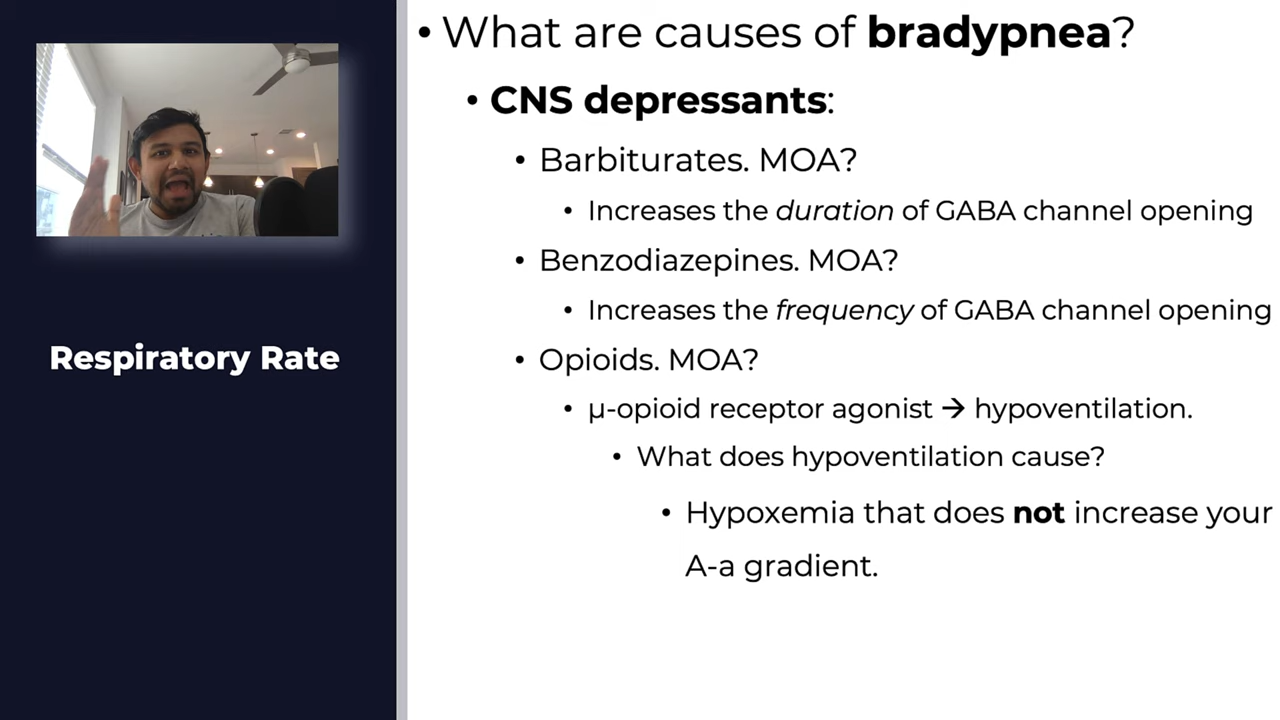 Respiratory Rate
• What are causes of bradypnea?
• CNS depressants:
• Barbiturates. MOA?
• Increases the duration of GABA channel opening
• Benzodiazepines. MOA?
• Increases the frequency of GABA channel opening
• Opioids. MOA?
• μ-opioid receptor agonist → hypoventilation.
• What does hypoventilation cause?
• Hypoxemia that does not increase your
A-a gradient.